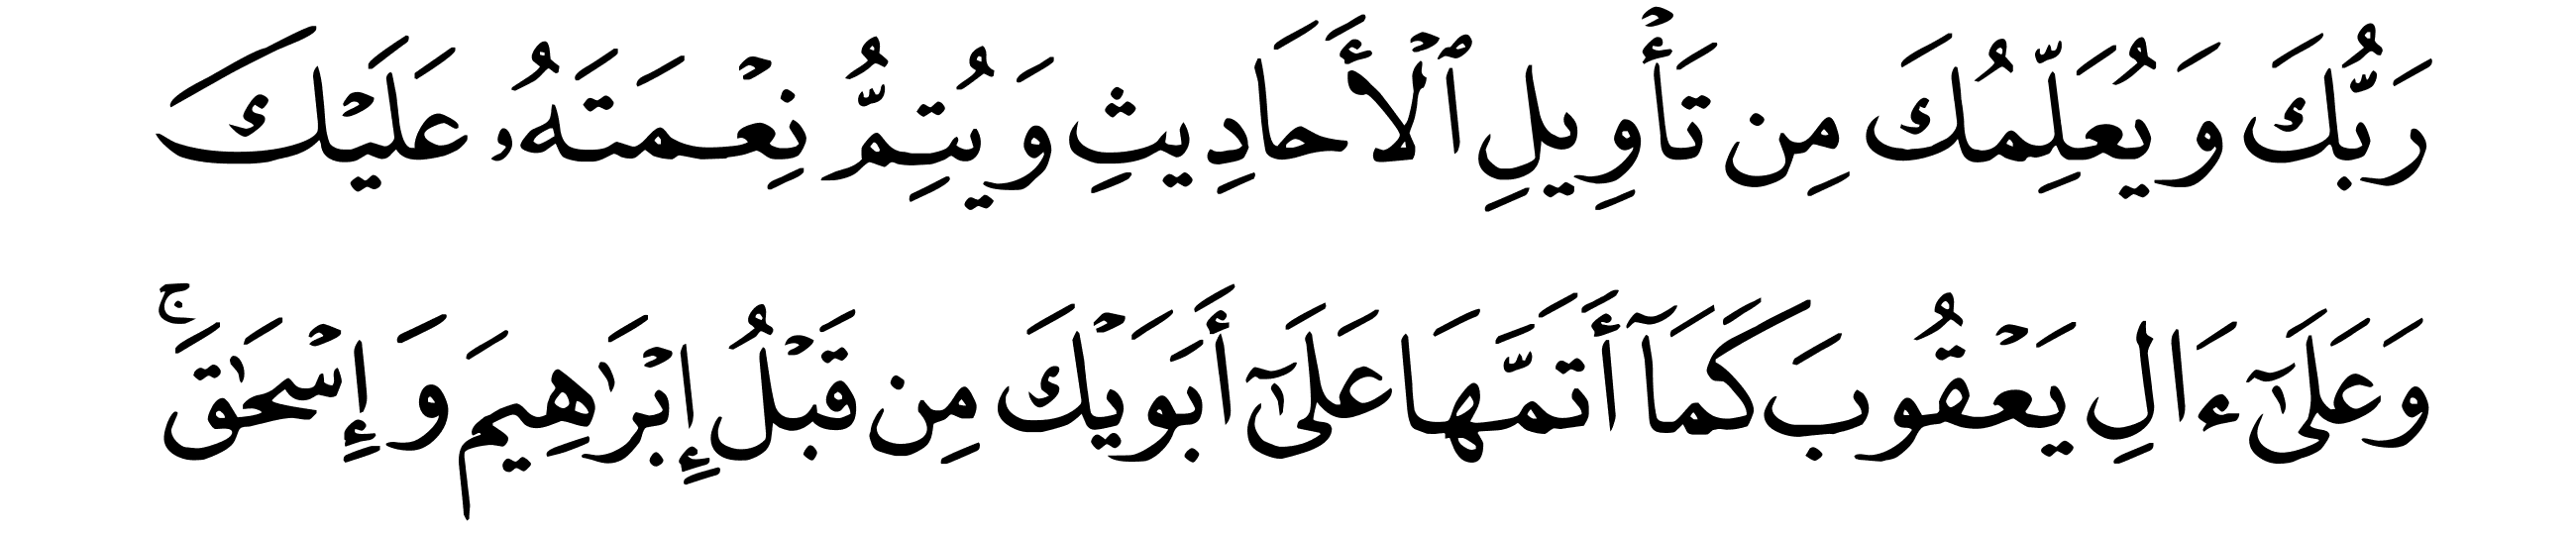 رَبُّكَ وَيُعَلِّمُكَ مِن تَأۡوِيلِ ٱلۡأَحَادِيثِ وَيُتِمُّ نِعۡمَتَهُۥ عَلَيۡكَ
وَعَلَىٰٓ ءَالِ يَعۡقُوبَ كَمَآ أَتَمَّهَا عَلَىٰٓ أَبَوَيۡكَ مِن قَبۡلُ إِبۡرَٰهِيمَ وَإِسۡحَٰقَۚ